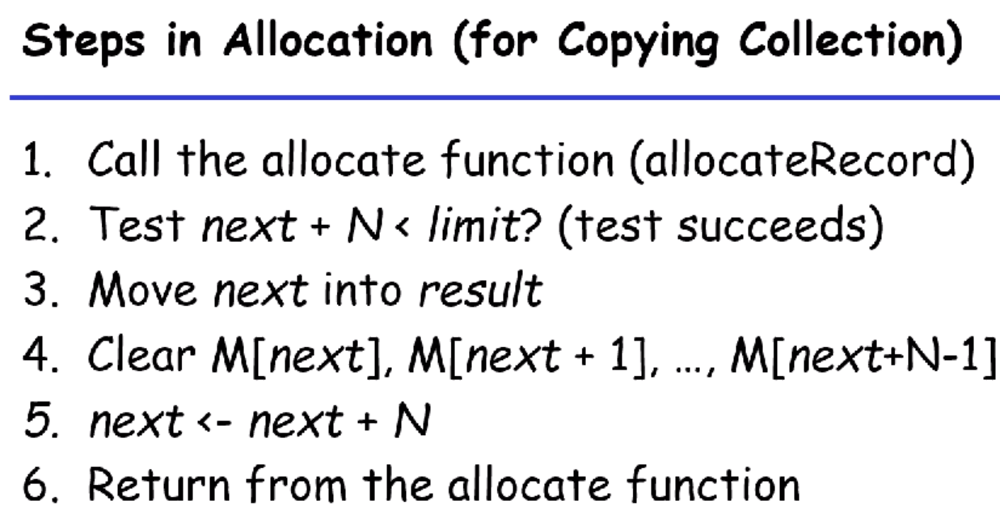 Steps in Allocation (for Copying Collection)
1. Call the allocate function (allocateRecord)
2. Test next + N < limit? (test succeeds)
3. Move next into result
4. Clear M[next], M[next + 1], …, M[next+N-1]
5. next <- next + N
6. Return from the allocate function